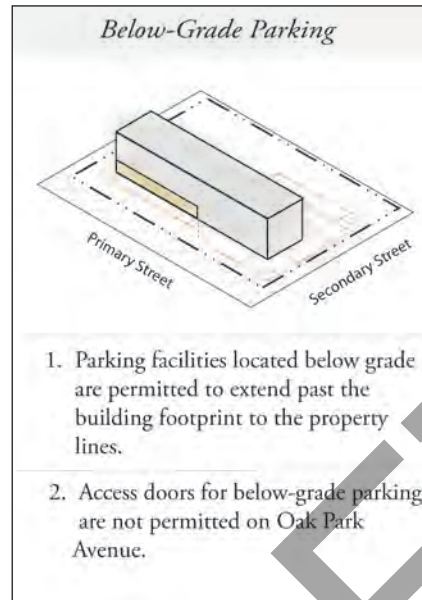 Below-Grade Parking
Primary Street
Secondary Street
1. Parking facilities located below grade
are permitted to extend past the
building footprint to the property
lines.
2. Access doors for below-grade parking
are not permitted on Oak Park
Avenue.